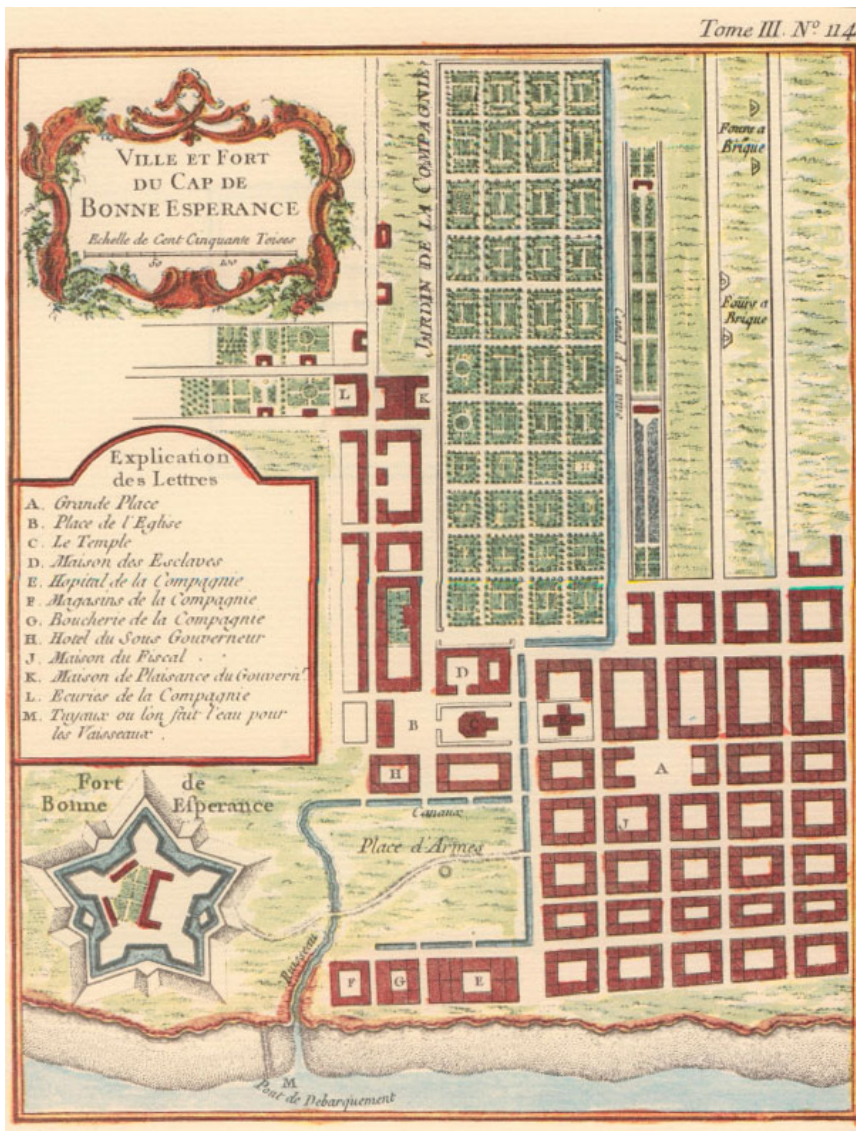 Tome III. Nº. 114
VILLE ET FORT
DU CAP DE
BONNE ESPERANCE
Echelle de Cent Cinquante Toises
50 100
JARDIN DE LA COMPAGNIE
Canal d'eau vive
Fours a
Brique
Fours a
Brique
L
K
Explication
des Lettres
A. Grande Place
B. Place de l'Eglise
C. Le Temple
D. Maison des Esclaves
E. Hopital de la Compagnie
F. Magasins de la Compagnie
G. Boucherie de la Compagnie
H. Hotel du Sous Gouverneur
J. Maison du Fiscal
K. Maison de Plaisance du Gouvernr.
L. Ecuries de la Compagnie
M. Tuyaux ou l'on fait l'eau pour
les Vaisseaux.
D
B
C
H
A
J
Fort de
Bonne Esperance
Canaux
Place d'Armes
Ruisseau
F
G
E
M
Pont de Debarquement